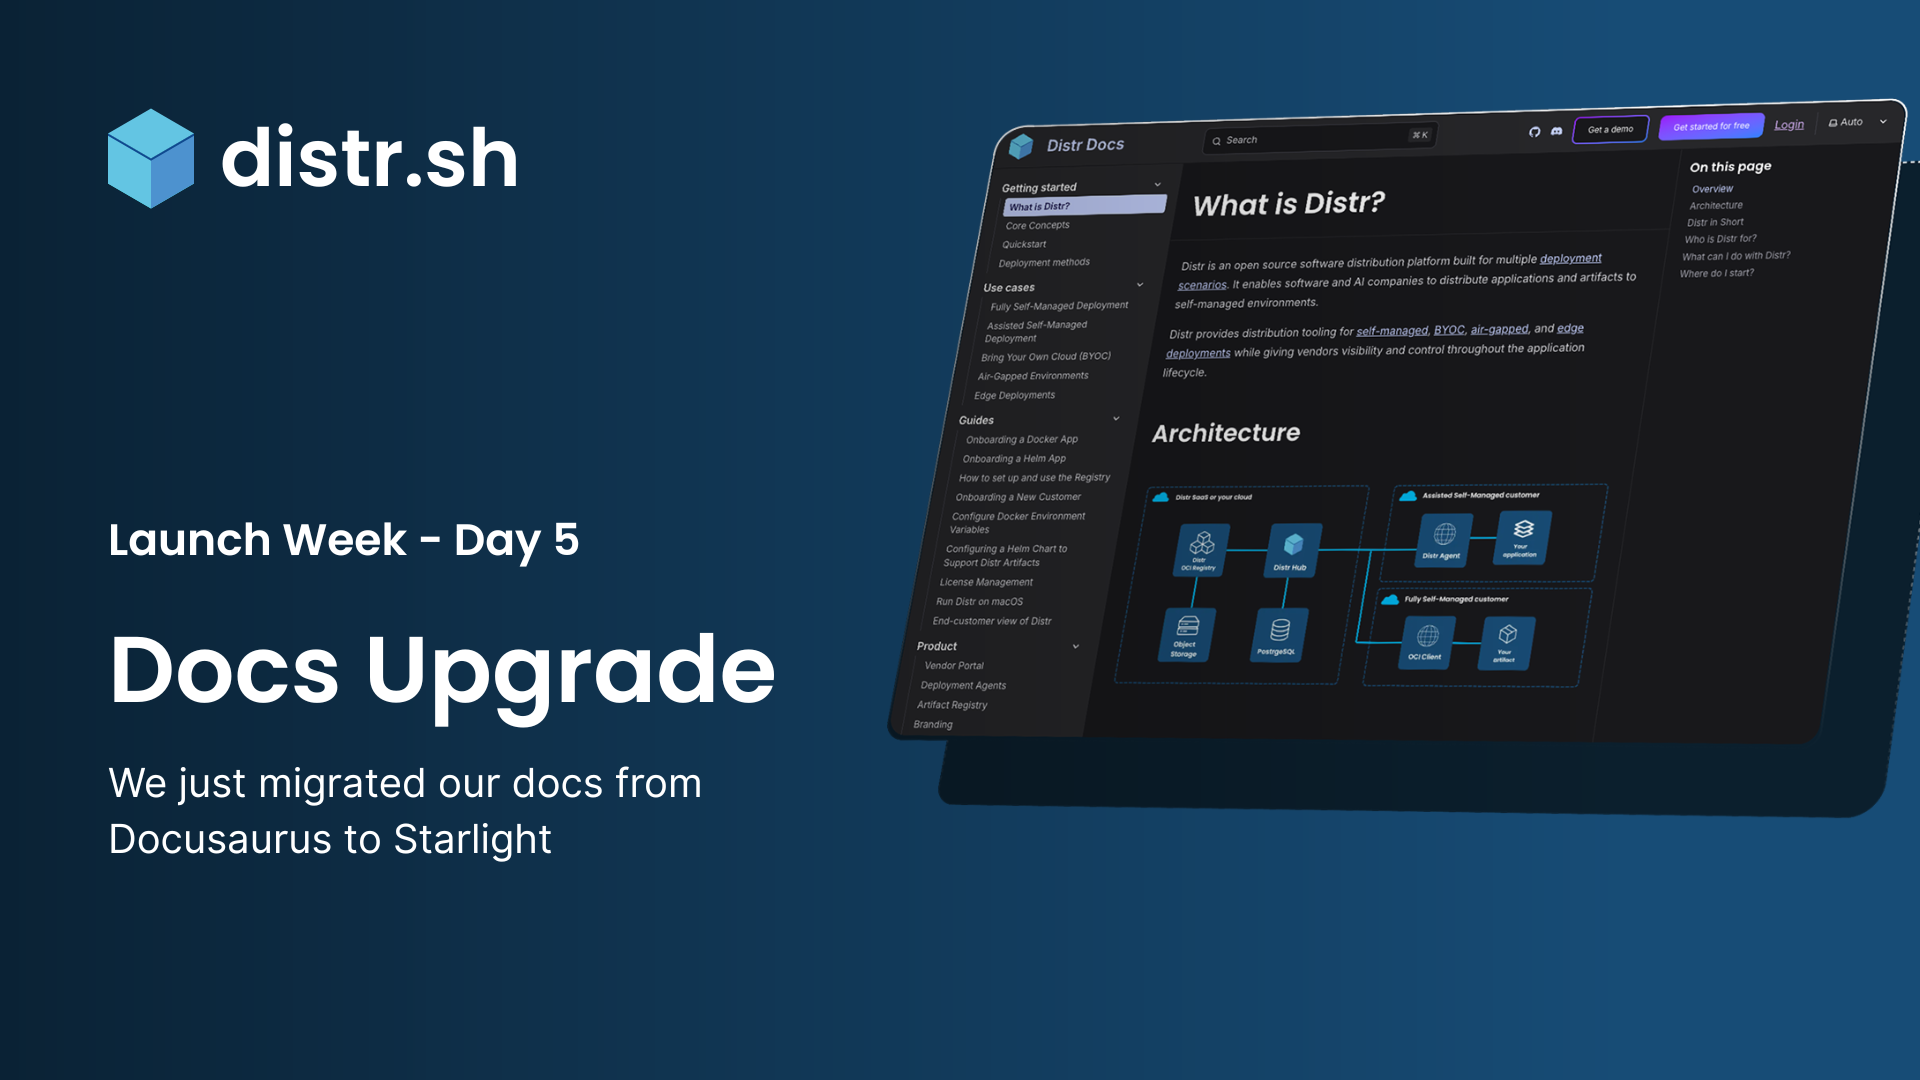 distr.sh
Launch Week - Day 5
Docs Upgrade
We just migrated our docs from
Docusaurus to Starlight
Distr Docs
Search
⌘ K
Get a demo
Get started for free
Login
Auto
Getting started
What is Distr?
Core Concepts
Quickstart
Deployment methods
Use cases
Fully Self-Managed Deployment
Assisted Self-Managed
Deployment
Bring Your Own Cloud (BYOC)
Air-Gapped Environments
Edge Deployments
Guides
Onboarding a Docker App
Onboarding a Helm App
How to set up and use the Registry
Onboarding a New Customer
Configure Docker Environment
Variables
Configuring a Helm Chart to
Support Distr Artifacts
License Management
Run Distr on macOS
End-customer view of Distr
Product
Vendor Portal
Deployment Agents
Artifact Registry
Branding
What is Distr?
Distr is an open source software distribution platform built for multiple deployment
scenarios. It enables software and AI companies to distribute applications and artifacts to
self-managed environments.
Distr provides distribution tooling for self-managed, BYOC, air-gapped, and edge
deployments while giving vendors visibility and control throughout the application
lifecycle.
Architecture
Distr SaaS or your cloud
Distr
OCI Registry
Distr Hub
Object
Storage
PostrgeSQL
Assisted Self-Managed customer
Distr Agent
Your
application
Fully Self-Managed customer
OCI Client
Your
artifact
On this page
Overview
Architecture
Distr in Short
Who is Distr for?
What can I do with Distr?
Where do I start?